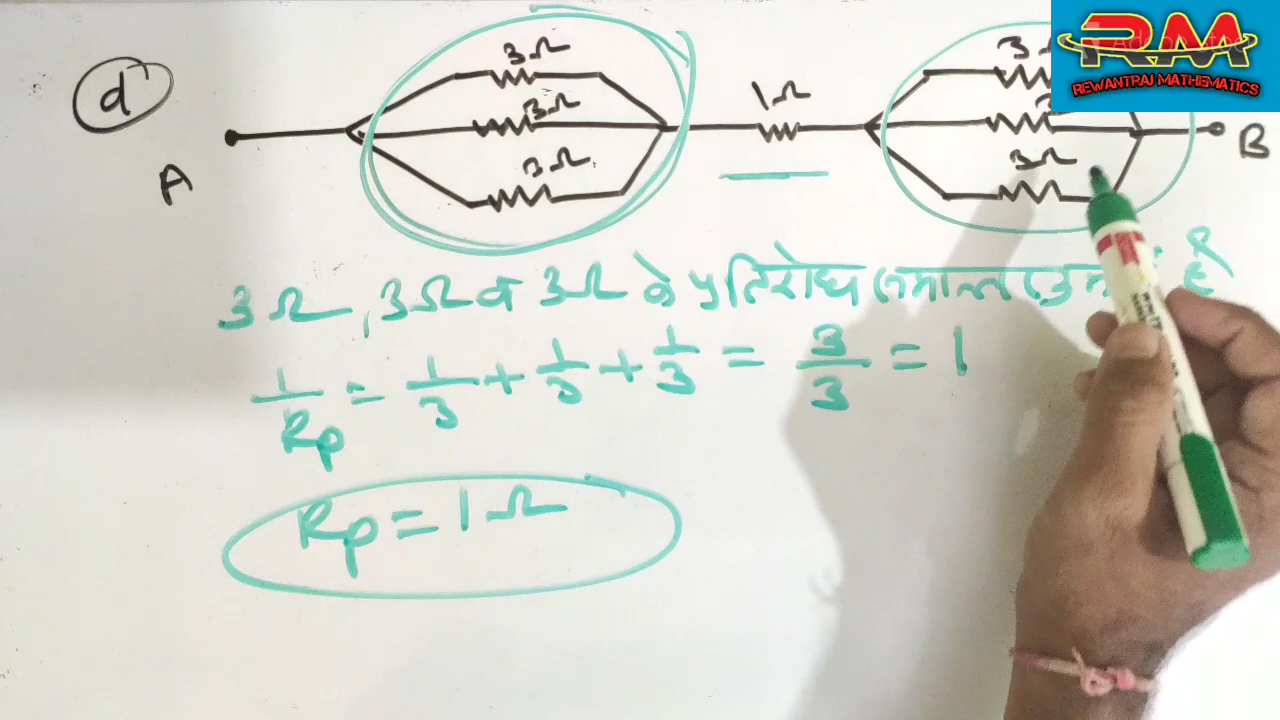 d
3Ω 3Ω 3Ω
A
1Ω
3Ω
3Ω
B
RM
REWANTRAJ MATHEMATICS
3Ω, 3Ω व 3Ω के प्रतिरोध
1/Rp = 1/3 + 1/3 + 1/3 = 3/3 = 1
Rp = 1Ω